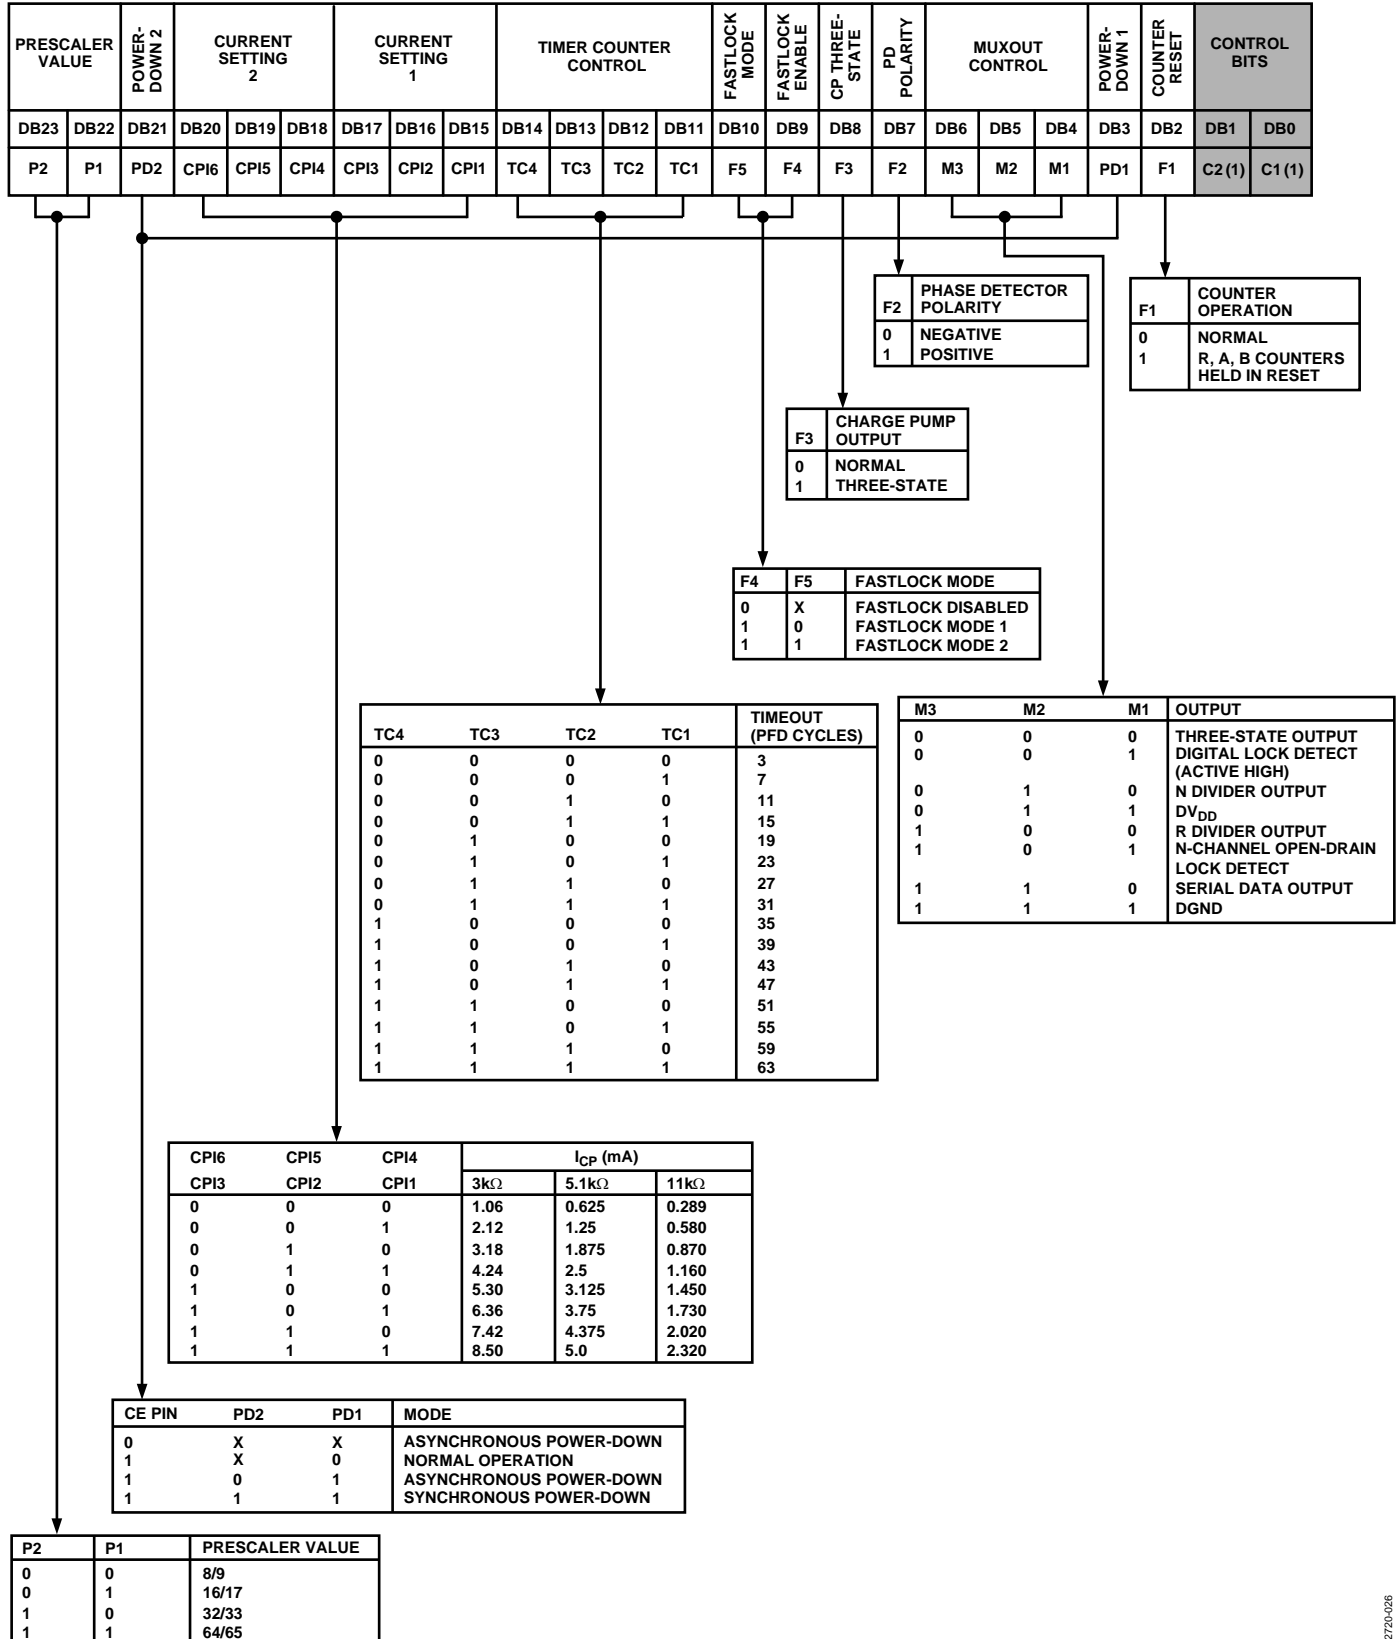 PRESCALER VALUE POWER-DOWN 2 CURRENT SETTING 2 CURRENT SETTING 1 TIMER COUNTER CONTROL FASTLOCK MODE FASTLOCK ENABLE CP THREE-STATE PD POLARITY MUXOUT CONTROL POWER-DOWN 1 COUNTER RESET CONTROL BITS
DB23 DB22 DB21 DB20 DB19 DB18 DB17 DB16 DB15 DB14 DB13 DB12 DB11 DB10 DB9 DB8 DB7 DB6 DB5 DB4 DB3 DB2 DB1 DB0
P2 P1 PD2 CPI6 CPI5 CPI4 CPI3 CPI2 CPI1 TC4 TC3 TC2 TC1 F5 F4 F3 F2 M3 M2 M1 PD1 F1 C2 (1) C1 (1)
F2 PHASE DETECTOR POLARITY
0 NEGATIVE
1 POSITIVE
F1 COUNTER OPERATION
0 NORMAL
1 R, A, B COUNTERS
HELD IN RESET
F3 CHARGE PUMP OUTPUT
0 NORMAL
1 THREE-STATE
F4 F5 FASTLOCK MODE
0 X FASTLOCK DISABLED
1 0 FASTLOCK MODE 1
1 1 FASTLOCK MODE 2
M3 M2 M1 OUTPUT
0 0 0 THREE-STATE OUTPUT
0 0 1 DIGITAL LOCK DETECT
(ACTIVE HIGH)
0 1 0 N DIVIDER OUTPUT
0 1 1 DVDD
1 0 0 R DIVIDER OUTPUT
1 0 1 N-CHANNEL OPEN-DRAIN
LOCK DETECT
1 1 0 SERIAL DATA OUTPUT
1 1 1 DGND
TC4 TC3 TC2 TC1 TIMEOUT (PFD CYCLES)
0 0 0 0 3
0 0 0 1 7
0 0 1 0 11
0 0 1 1 15
0 1 0 0 19
0 1 0 1 23
0 1 1 0 27
0 1 1 1 31
1 0 0 0 35
1 0 0 1 39
1 0 1 0 43
1 0 1 1 47
1 1 0 0 51
1 1 0 1 55
1 1 1 0 59
1 1 1 1 63
CPI6 CPI5 CPI4 ICP (mA)
CPI3 CPI2 CPI1 3kΩ 5.1kΩ 11kΩ
0 0 0 1.06 0.625 0.289
0 0 1 2.12 1.25 0.580
0 1 0 3.18 1.875 0.870
0 1 1 4.24 2.5 1.160
1 0 0 5.30 3.125 1.450
1 0 1 6.36 3.75 1.730
1 1 0 7.42 4.375 2.020
1 1 1 8.50 5.0 2.320
CE PIN PD2 PD1 MODE
0 X X ASYNCHRONOUS POWER-DOWN
1 X 0 NORMAL OPERATION
1 0 1 ASYNCHRONOUS POWER-DOWN
1 1 1 SYNCHRONOUS POWER-DOWN
P2 P1 PRESCALER VALUE
0 0 8/9
0 1 16/17
1 0 32/33
1 1 64/65
2720-026